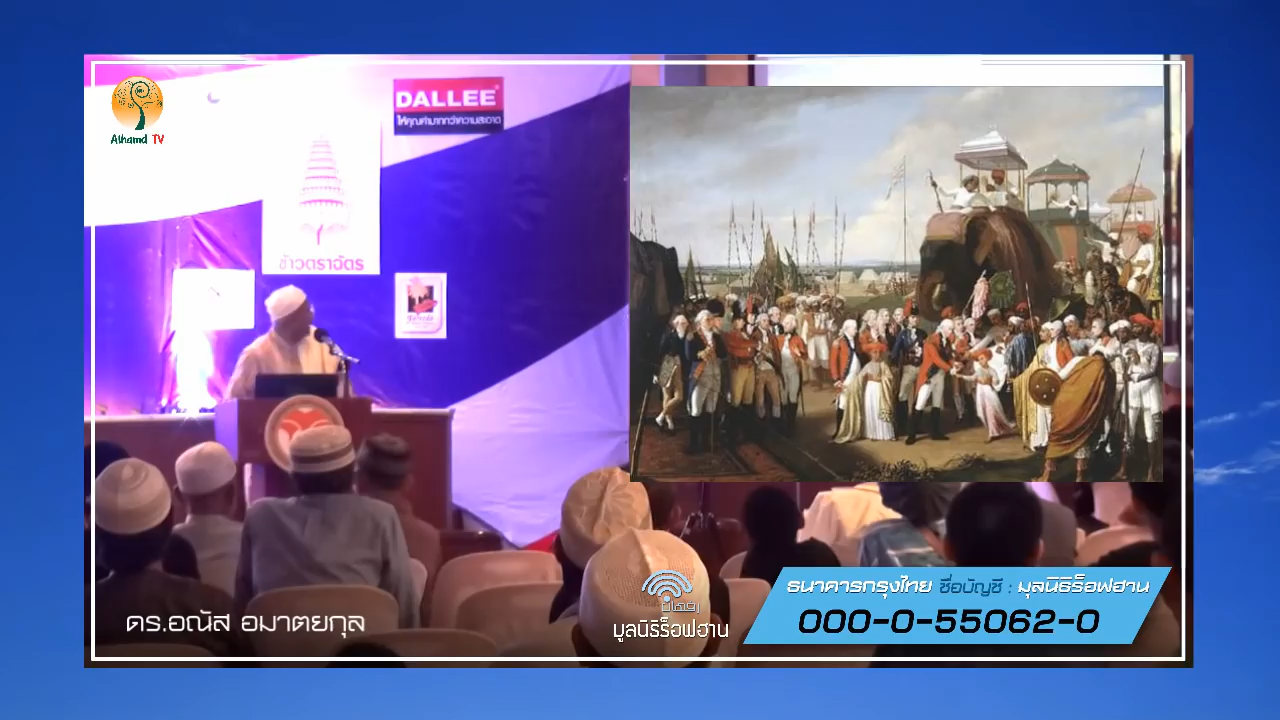 Alhamd TV
DALLEE
ให้คุณค่ามากกว่าความสะอาด
ข้าวตราฉัตร
ดร.อณัส อมาตยกุล
มูลนิธิร็อฟฮาน
ธนาคารกรุงไทย ชื่อบัญชี : มุลนิธิร็อฟฮาน
000-0-55062-0